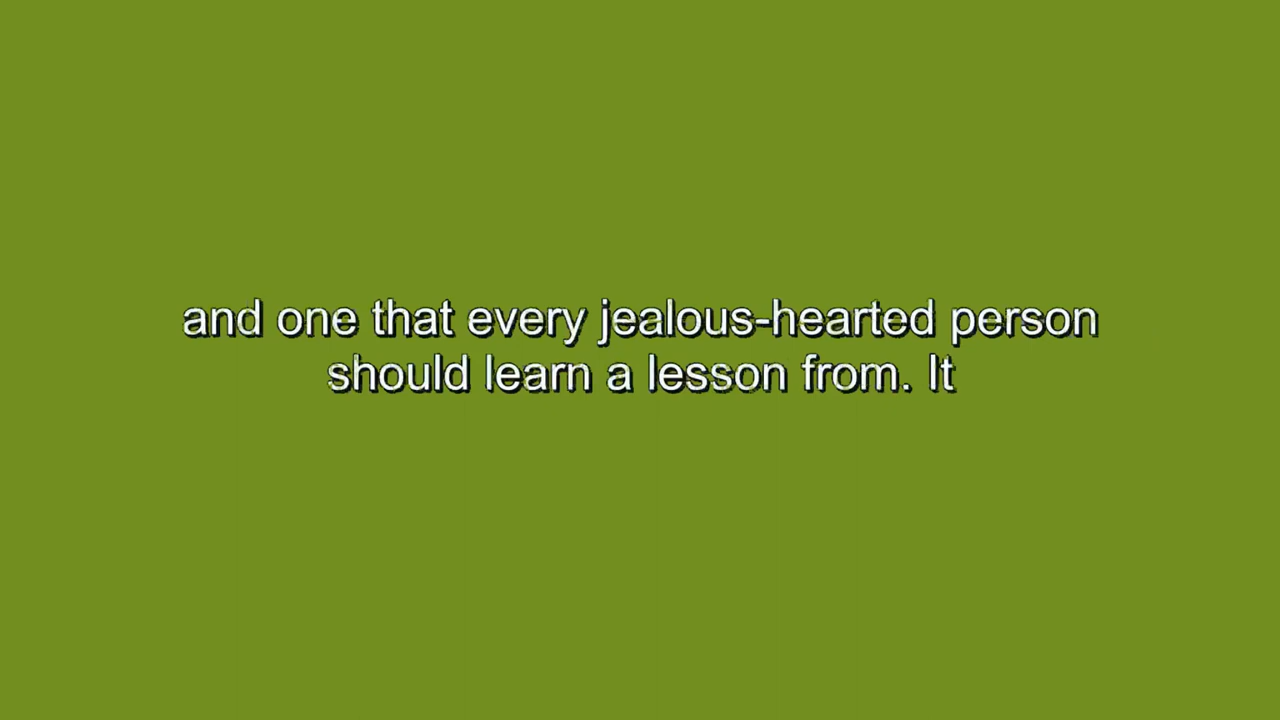 and one that every jealous-hearted person
should learn a lesson from. It